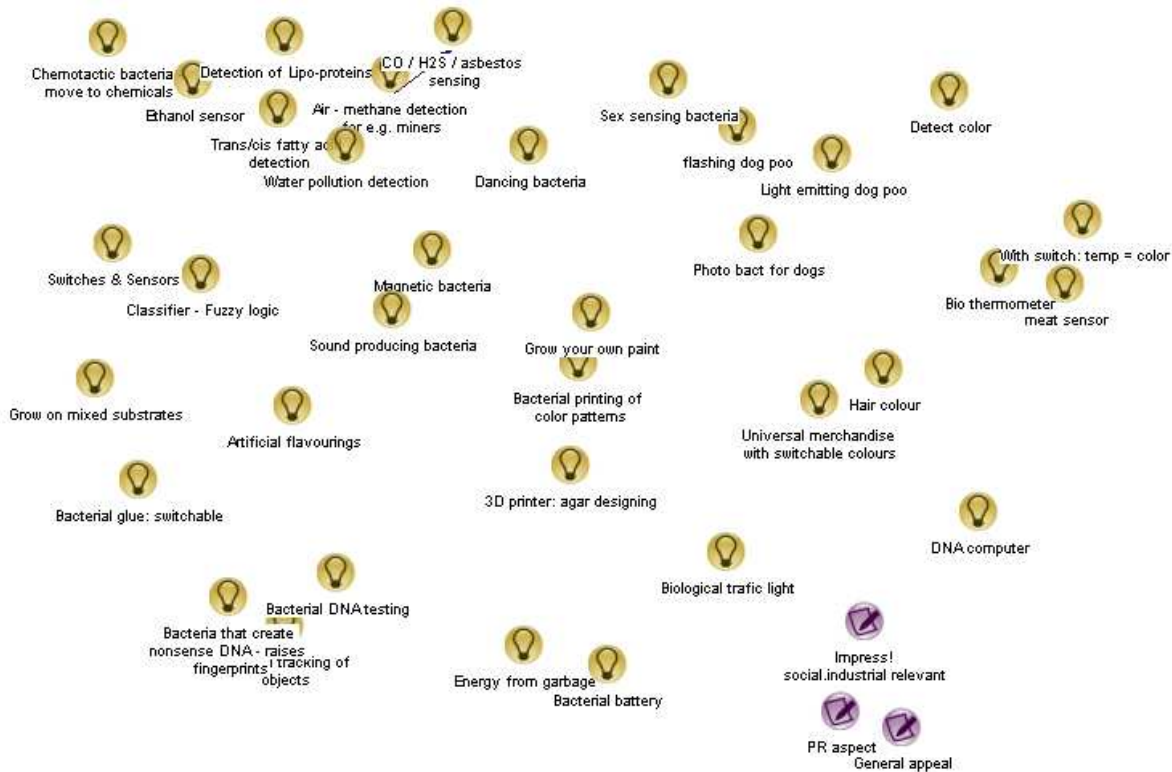 Chemotactic bacteria
move to chemicals
Detection of Lipo-proteins
CO / H2S / asbestos
sensing
Ethanol sensor
Air - methane detection
for e.g. miners
Trans/cis fatty
detection
Water pollution detection
Dancing bacteria
Sex sensing bacteria
flashing dog poo
Light emitting dog poo
Detect color
Switches & Sensors
Classifier - Fuzzy logic
Magnetic bacteria
Sound producing bacteria
Photo bact for dogs
With switch: temp = color
Bio thermometer
meat sensor
Grow your own paint
Bacterial printing of
color patterns
Grow on mixed substrates
Artificial flavourings
Hair colour
Universal merchandise
with switchable colours
Bacterial glue: switchable
3D printer: agar designing
DNA computer
Biological trafic light
Bacterial DNA testing
Bacteria that create
nonsense DNA - raises
fingerprints
tracking of
objects
Energy from garbage
Bacterial battery
Impress!
social.industrial relevant
PR aspect
General appeal